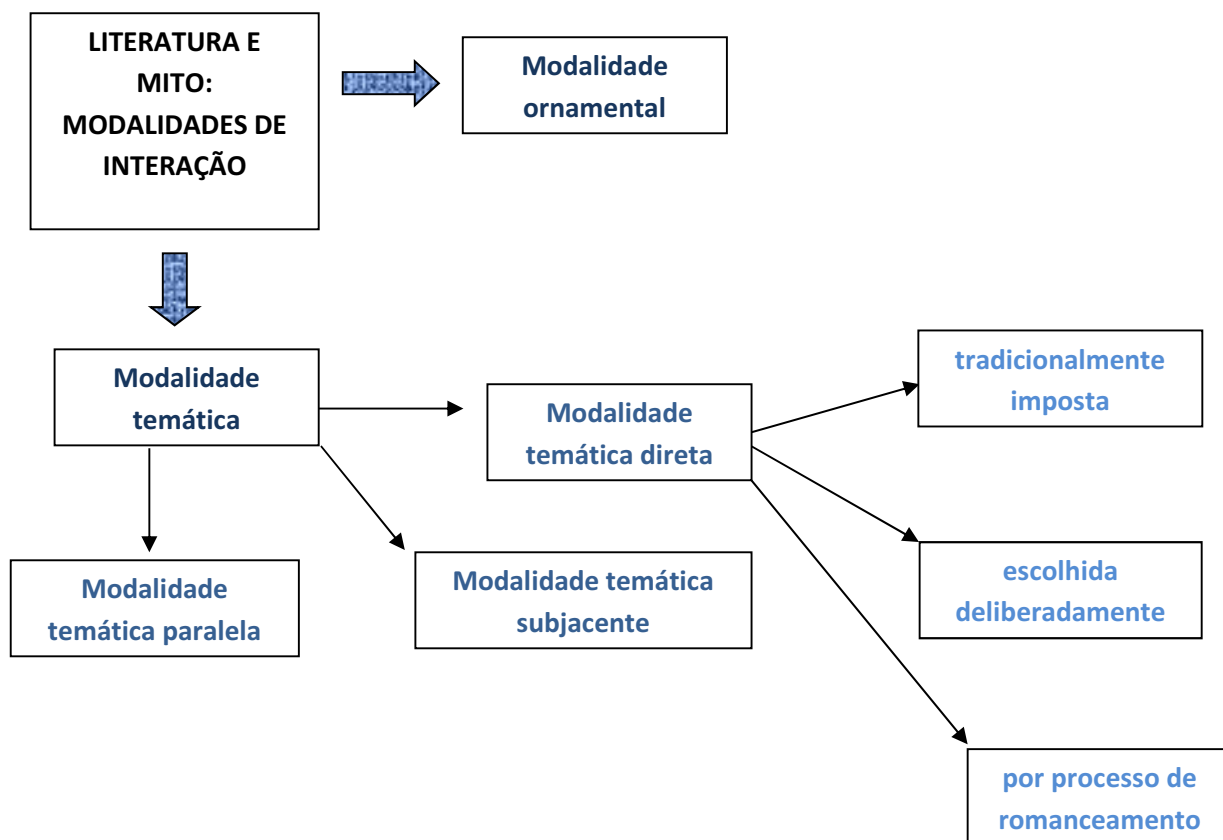 LITERATURA E
MITO:
MODALIDADES DE
INTERAÇÃO
Modalidade
ornamental
Modalidade
temática
Modalidade
temática direta
tradicionalmente
imposta
escolhida
deliberadamente
Modalidade
temática paralela
Modalidade temática
subjacente
por processo de
romanceamento